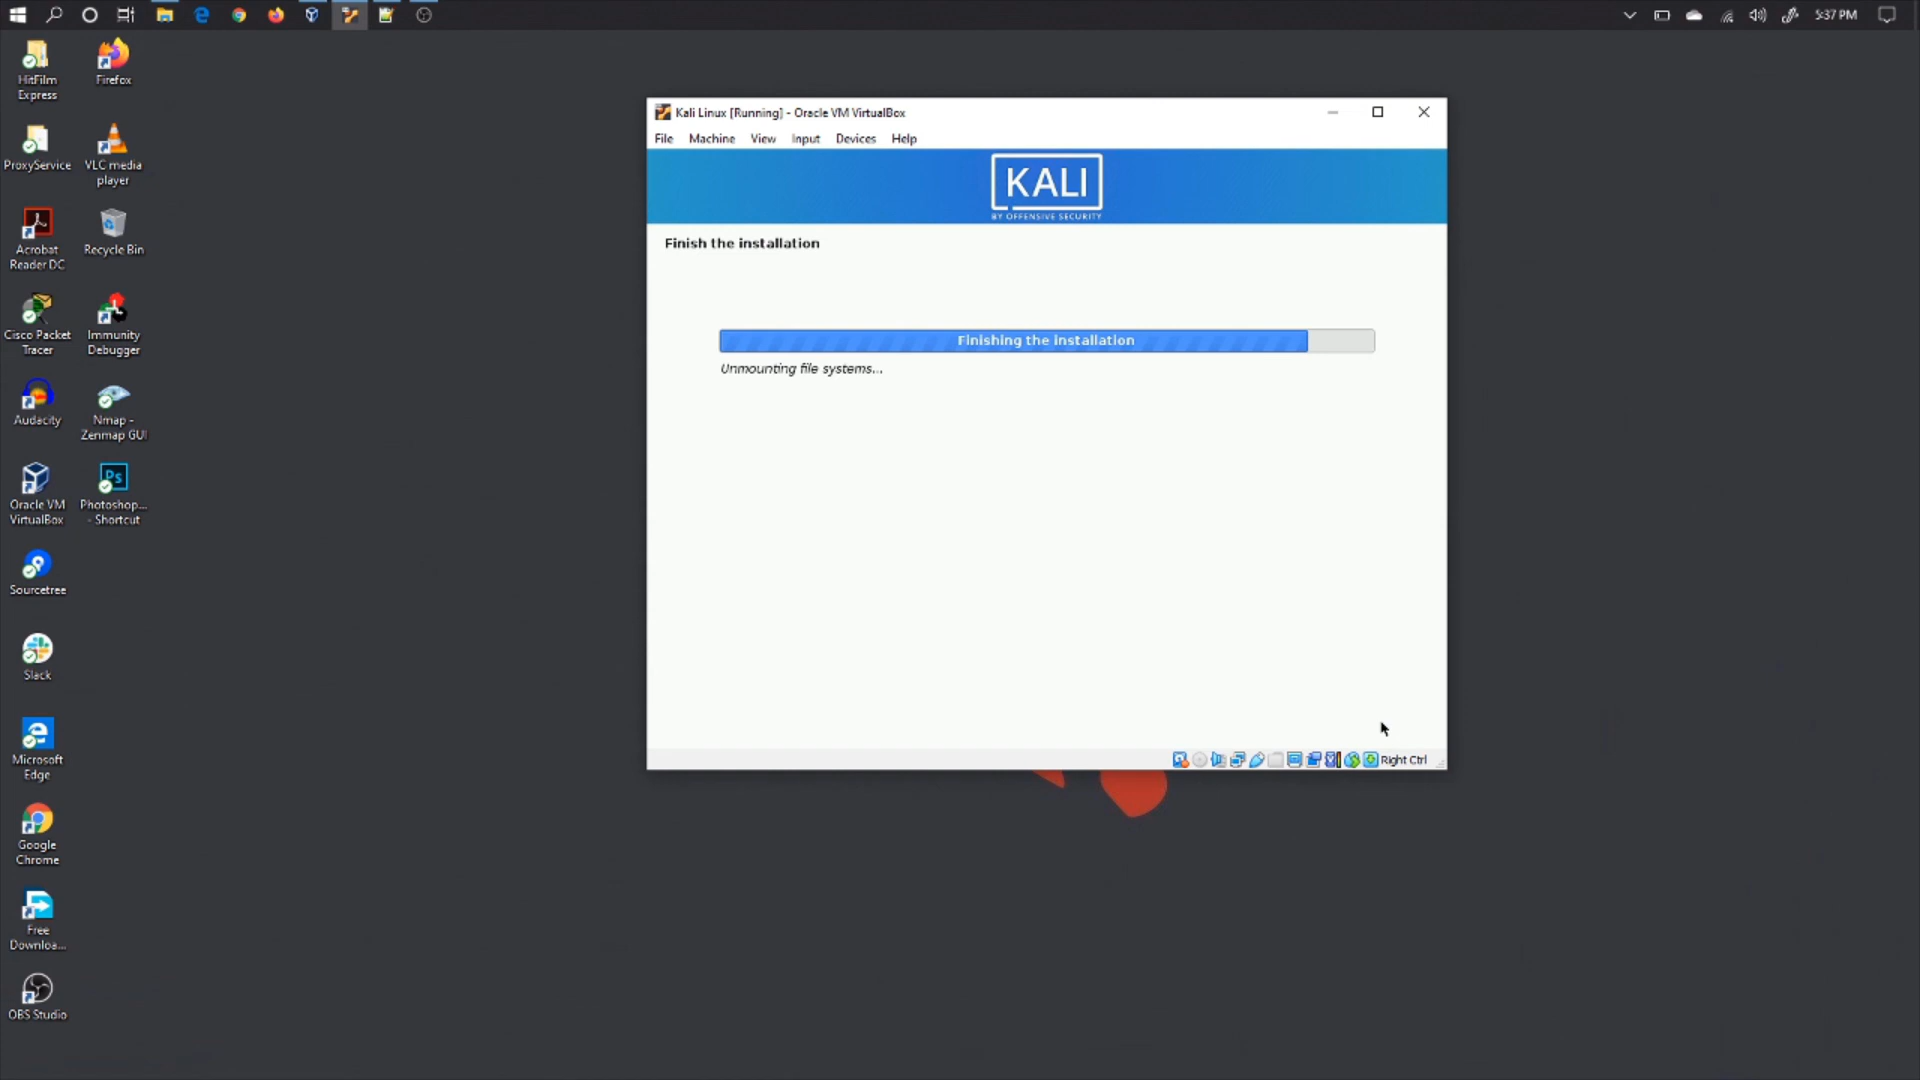 5:37 PM
HitFilm
Express
Firefox
ProxyService
VLC media
player
Acrobat
Reader DC
Recycle Bin
Cisco Packet
Tracer
Immunity
Debugger
Audacity
Nmap -
Zenmap GUI
Oracle VM
VirtualBox
Ps
Photoshop...
- Shortcut
Sourcetree
Slack
Microsoft
Edge
Google
Chrome
Free
Downloa...
OBS Studio
Kali Linux [Running] - Oracle VM VirtualBox
File Machine View Input Devices Help
KALI
BY OFFENSIVE SECURITY
Finish the installation
Finishing the installation
Unmounting file systems...
Right Ctrl